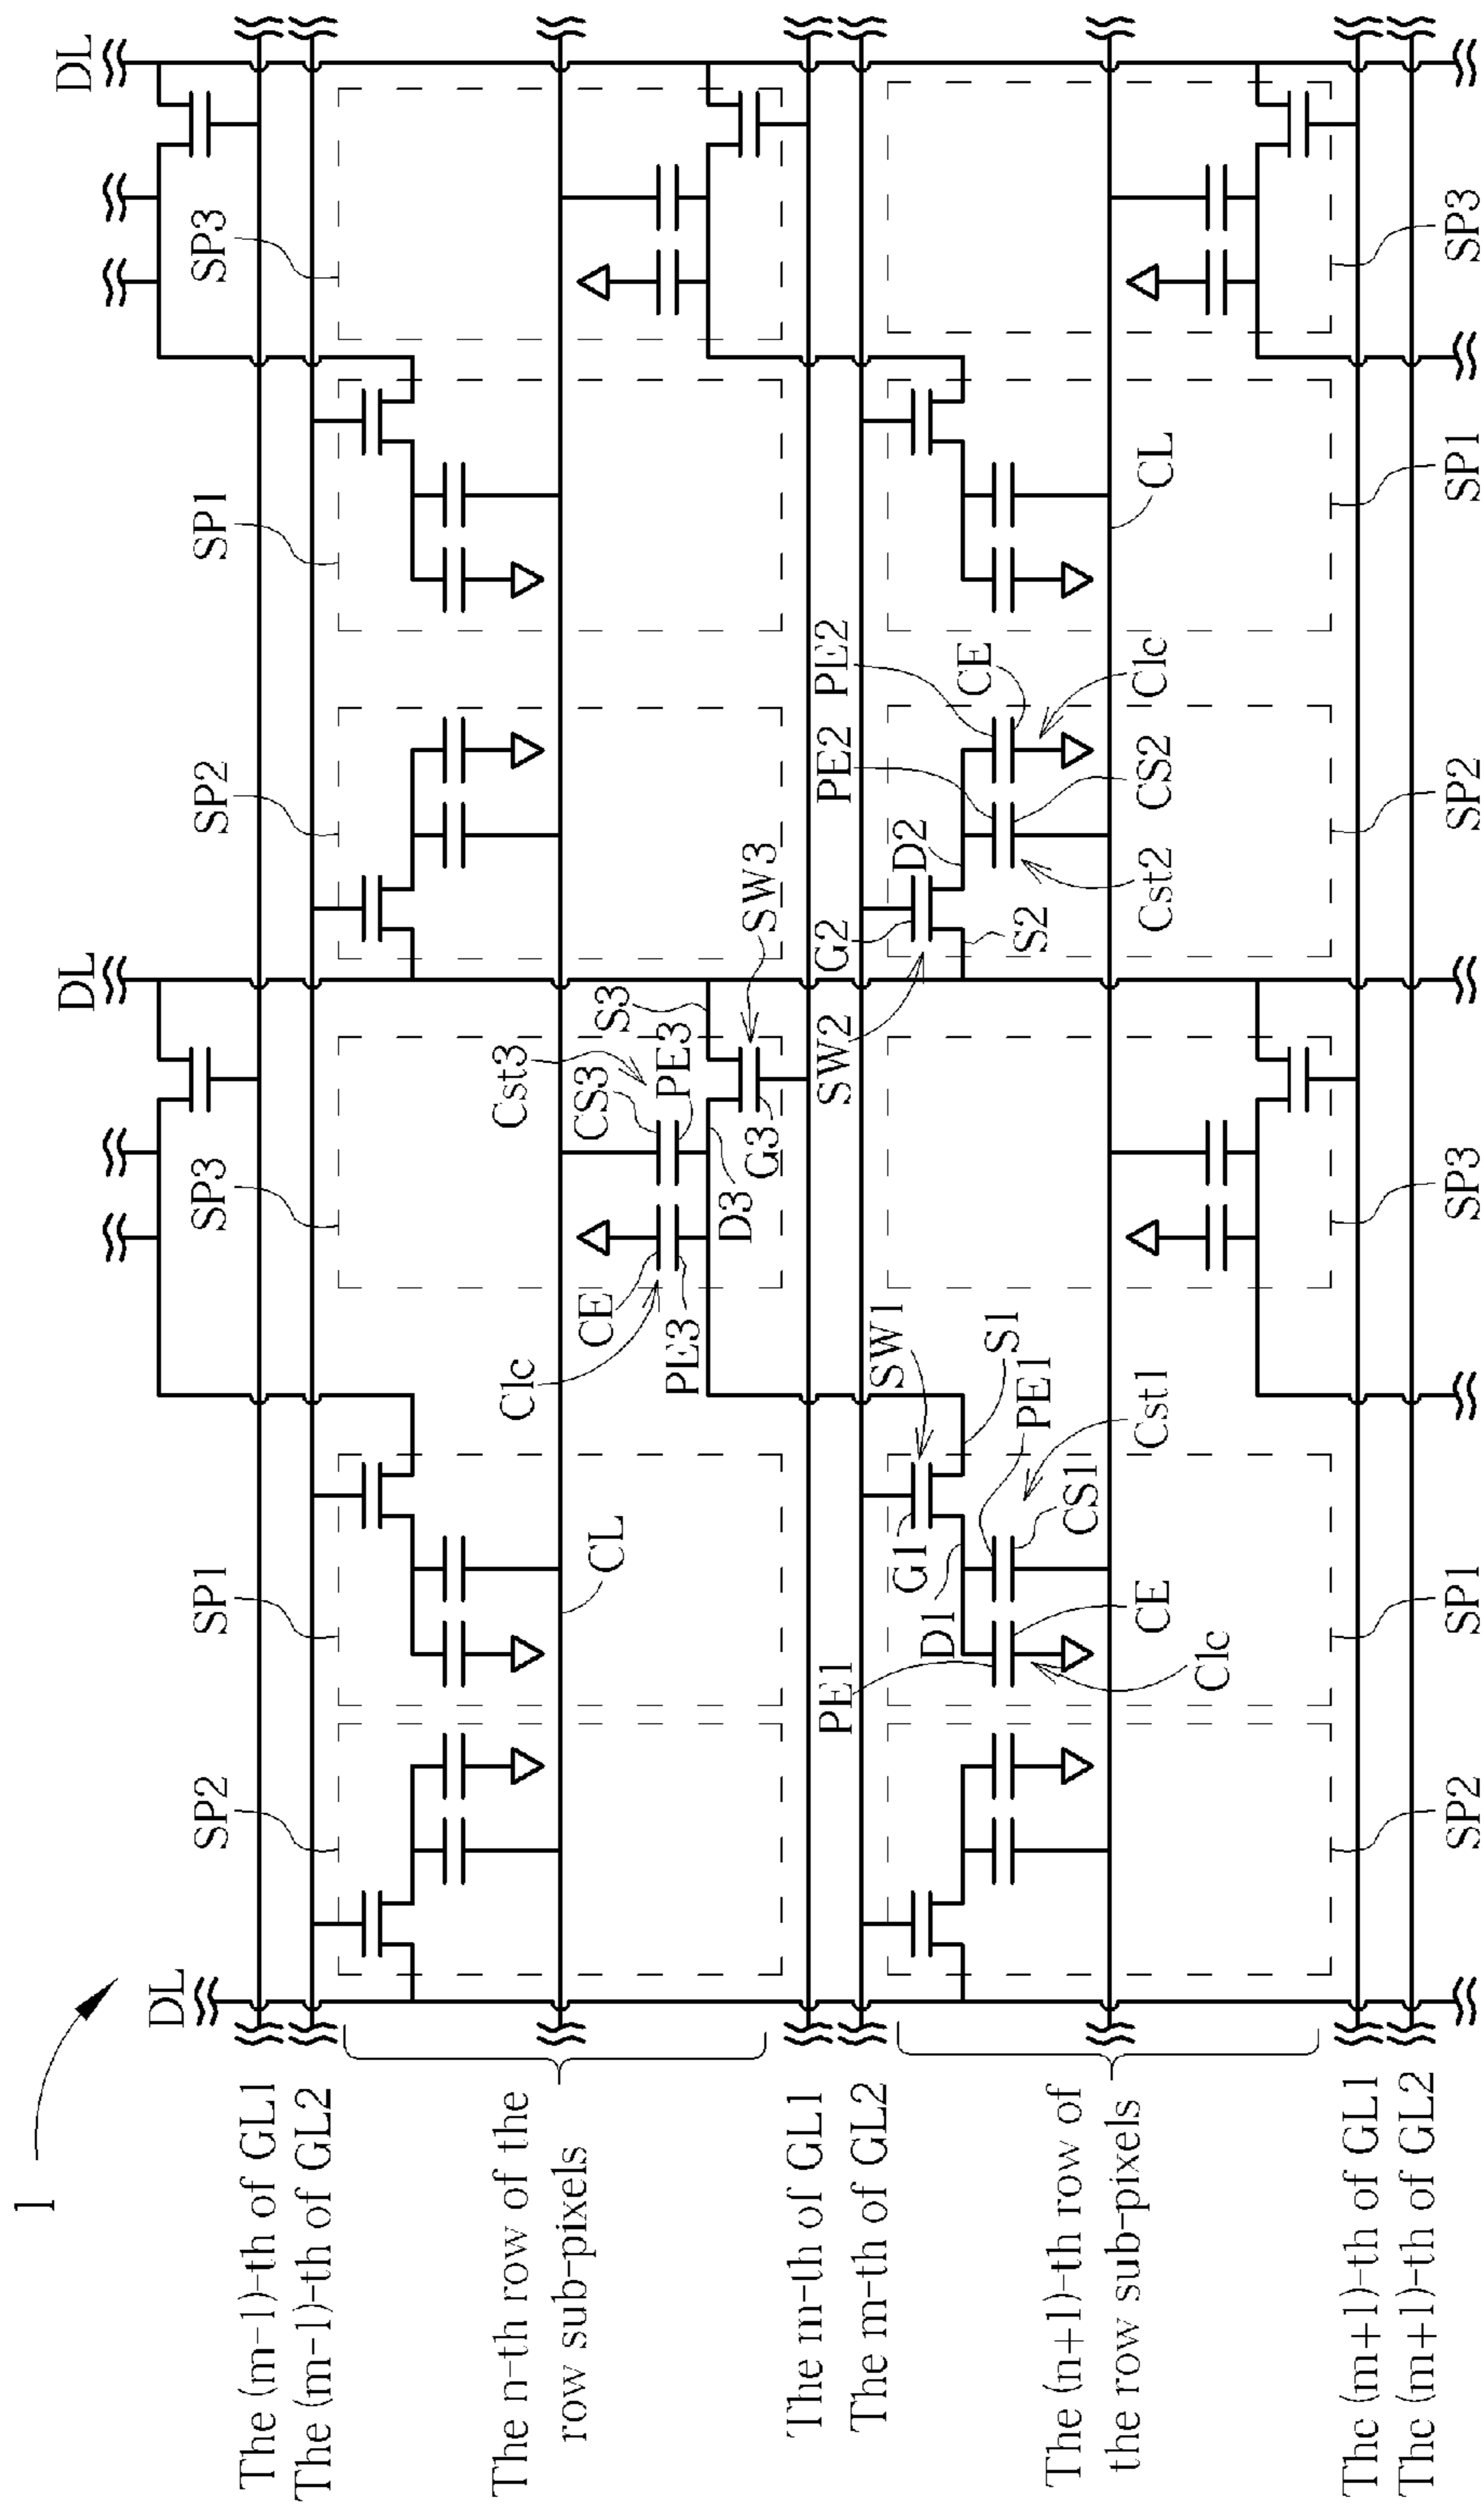 1
DL
DL
DL
SP2 SP1 SP3 SP2 SP1 SP3
The (m-1)-th of GL1
The (m-1)-th of GL2
The n-th row of the
row sub-pixels
Clc
Cst3
CS3
CE
S3
CL
PE3
PE3
D3
G3
SW3
The m-th of GL1
The m-th of GL2
PE1
SW2
G2
PE2
PE2
SW1
G1
D2
D1
CE
S1
S2
PE1
CS1
The (n+1)-th row of
the row sub-pixels
CE
Cst1
Cst2
CS2
Clc
CL
Clc
The (m+1)-th of GL1
The (m+1)-th of GL2
SP2 SP1 SP3 SP2 SP1 SP3